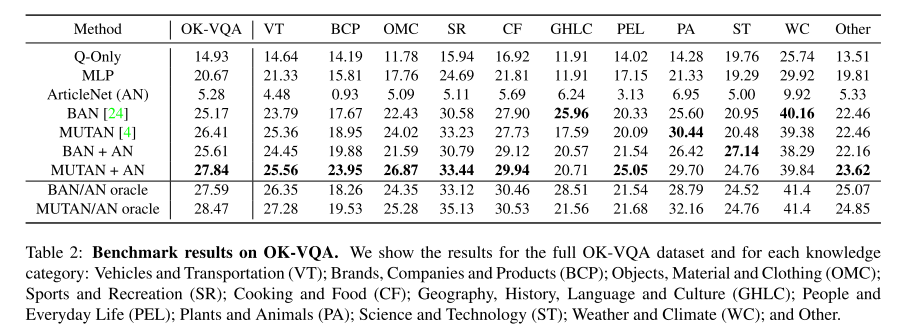 Method OK-VQA VT BCP OMC SR CF GHLC PEL PA ST WC Other
Q-Only 14.93 14.64 14.19 11.78 15.94 16.92 11.91 14.02 14.28 19.76 25.74 13.51
MLP 20.67 21.33 15.81 17.76 24.69 21.81 11.91 17.15 21.33 19.29 29.92 19.81
ArticleNet (AN) 5.28 4.48 0.93 5.09 5.11 5.69 6.24 3.13 6.95 5.00 9.92 5.33
BAN [24] 25.17 23.79 17.67 22.43 30.58 27.90 25.96 20.33 25.60 20.95 40.16 22.46
MUTAN [4] 26.41 25.36 18.95 24.02 33.23 27.73 17.59 20.09 30.44 20.48 39.38 22.46
BAN + AN 25.61 24.45 19.88 21.59 30.79 29.12 20.57 21.54 26.42 27.14 38.29 22.16
MUTAN + AN 27.84 25.56 23.95 26.87 33.44 29.94 20.71 25.05 29.70 24.76 39.84 23.62
BAN/AN oracle 27.59 26.35 18.26 24.35 33.12 30.46 28.51 21.54 28.79 24.52 41.4 25.07
MUTAN/AN oracle 28.47 27.28 19.53 25.28 35.13 30.53 21.56 21.68 32.16 24.76 41.4 24.85
Table 2: Benchmark results on OK-VQA. We show the results for the full OK-VQA dataset and for each knowledge
category: Vehicles and Transportation (VT); Brands, Companies and Products (BCP); Objects, Material and Clothing (OMC);
Sports and Recreation (SR); Cooking and Food (CF); Geography, History, Language and Culture (GHLC); People and
Everyday Life (PEL); Plants and Animals (PA); Science and Technology (ST); Weather and Climate (WC); and Other.